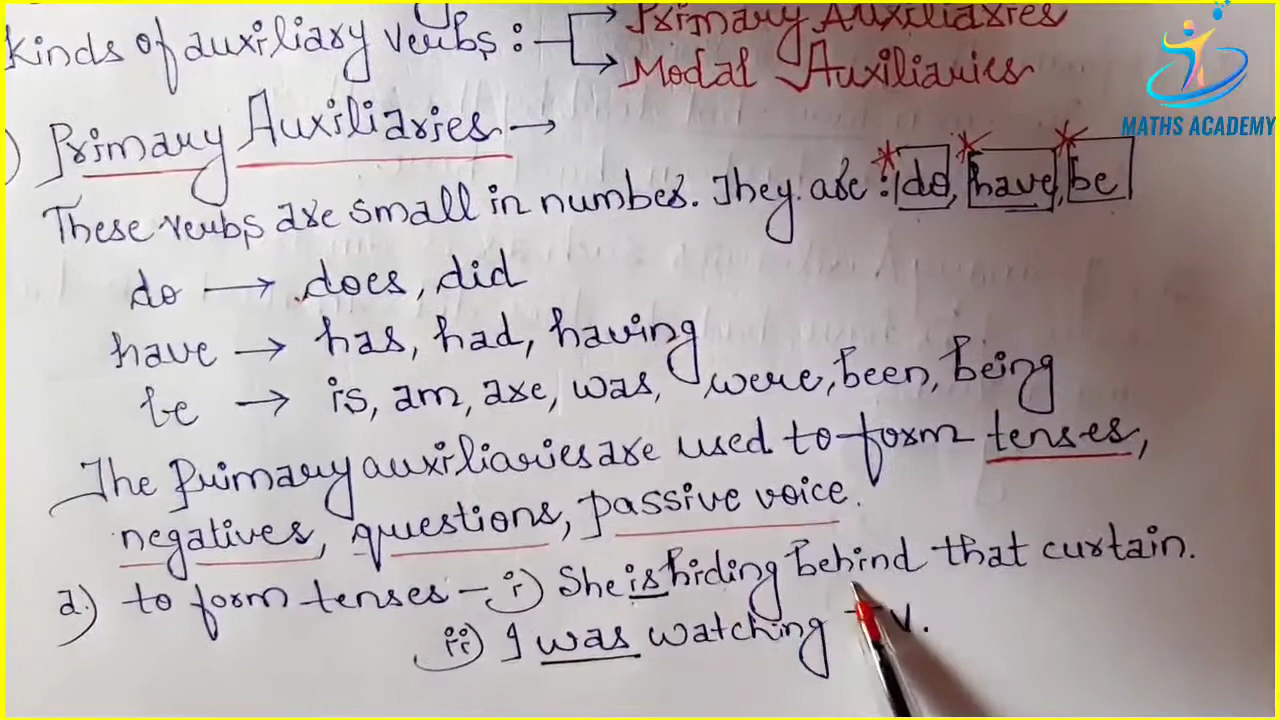 Kinds of auxiliary verbs :- Primary Auxiliaries
Modal Auxiliaries
MATHS ACADEMY
) Primary Auxiliaries →
These verbs are small in number. They are : do, have, be
do → does, did
have → has, had, having
be → is, am, are, was, were, been, being
The primary auxiliaries are used to form tenses,
negatives, questions, passive voice.
a.) to form tenses - i) She is hiding behind that curtain.
ii) I was watching TV.